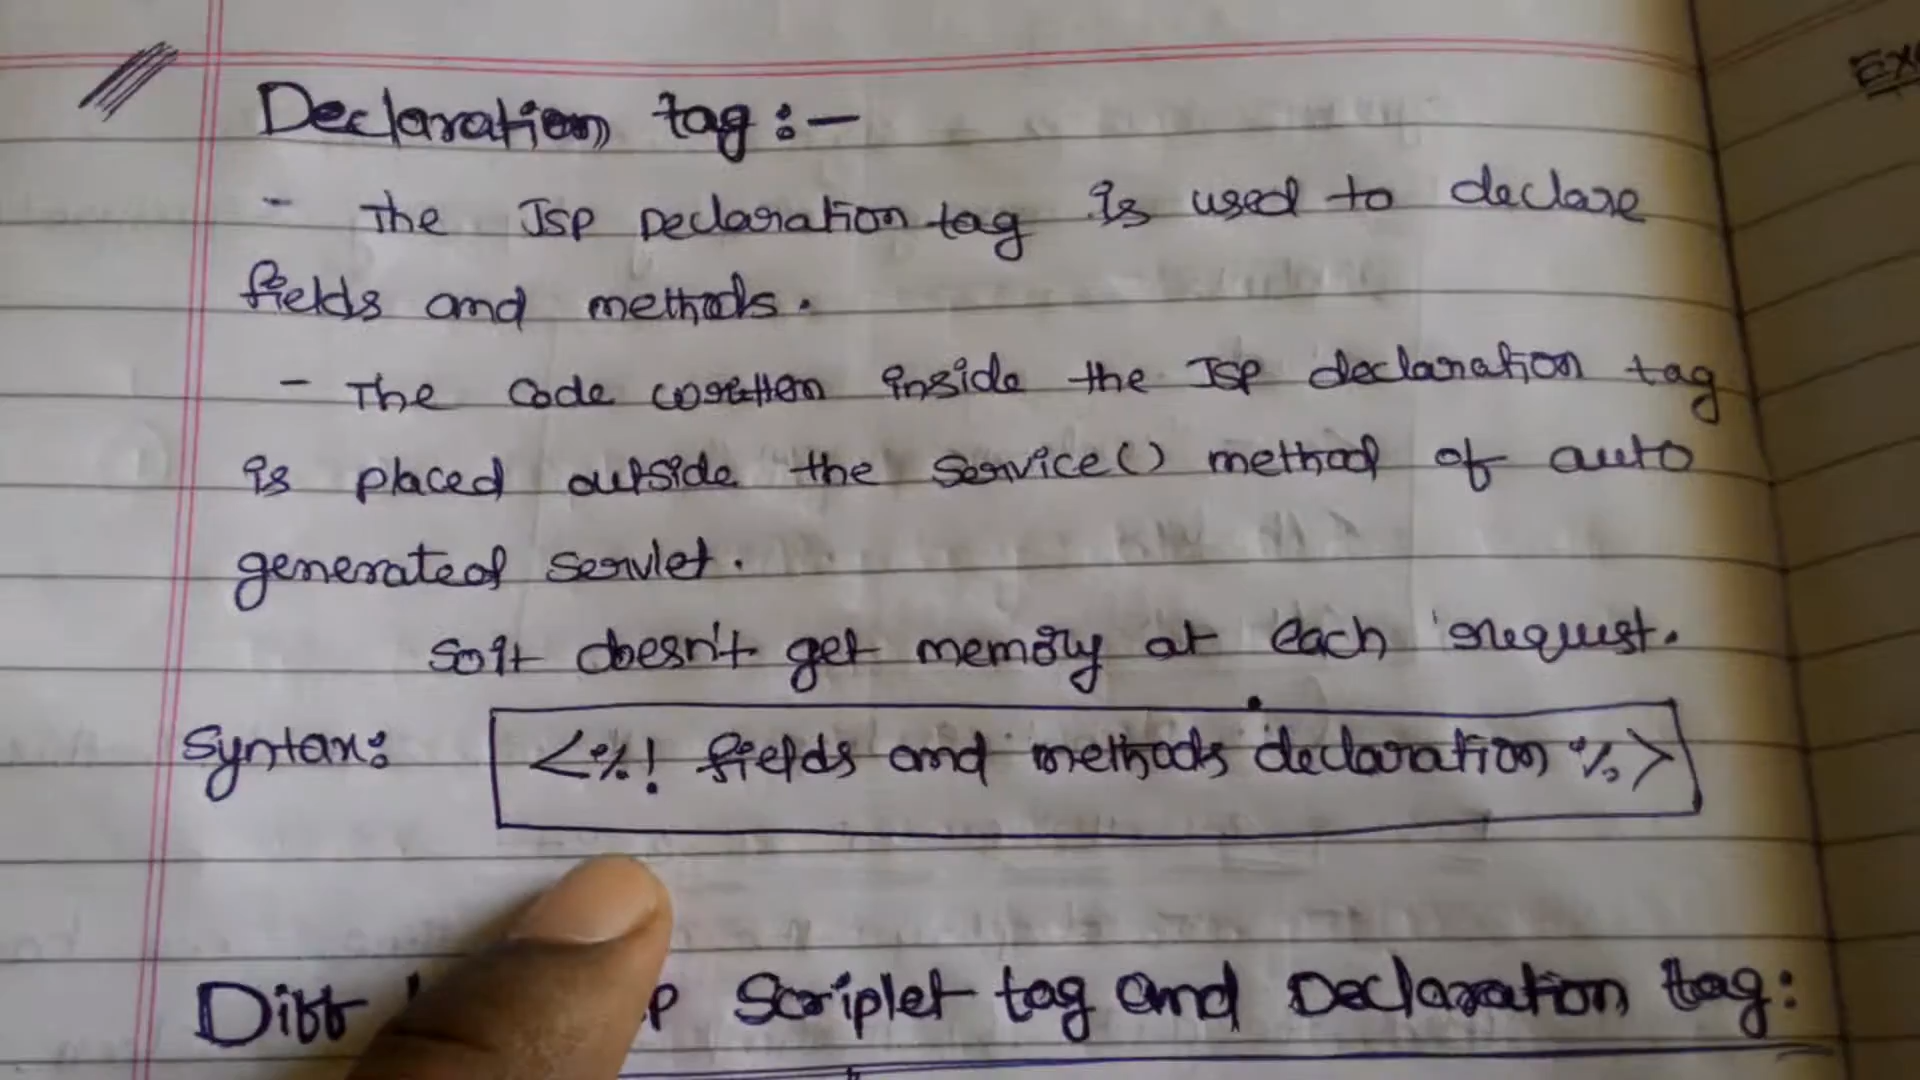 Declaration tag :-
- The JSP Declaration tag is used to declare
fields and methods.
- The Code written inside the JSP declaration tag
is placed outside the service() method of auto
generated servlet.
So it doesn't get memory at each request.
Syntax: <%! fields and methods declaration %>
Diff Scriplet tag and Declaration tag: